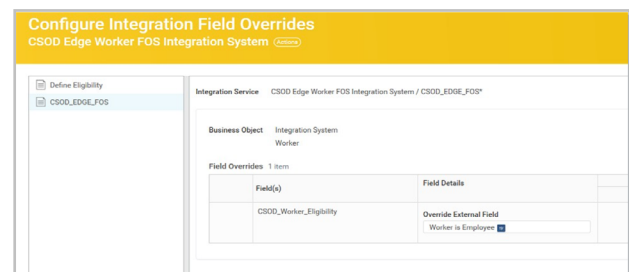 Configure Integration Field Overrides
CSOD Edge Worker FOS Integration System Actions
Define Eligibility
CSOD_EDGE_FOS
Integration Service CSOD Edge Worker FOS Integration System / CSOD_EDGE_FOS*
Business Object Integration System
Worker
Field Overrides 1 item
Field(s) Field Details
CSOD_Worker_Eligibility Override External Field
Worker is Employee